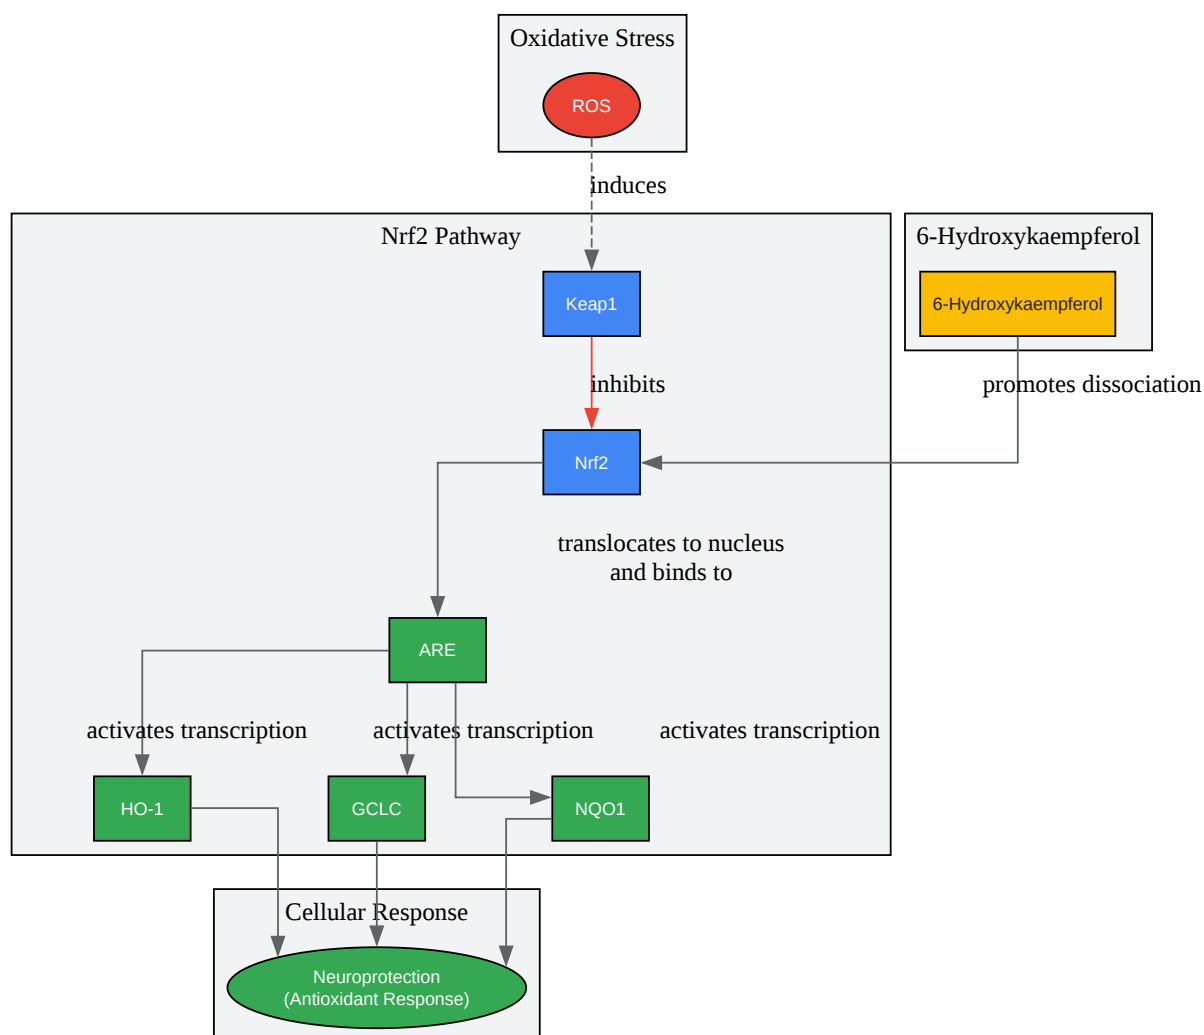 Oxidative Stress
ROS
induces
Nrf2 Pathway
6-Hydroxykaempferol
Keap1
6-Hydroxykaempferol
inhibits
promotes dissociation
Nrf2
translocates to nucleus
and binds to
ARE
activates transcription
activates transcription
activates transcription
HO-1
GCLC
NQO1
Cellular Response
Neuroprotection
(Antioxidant Response)